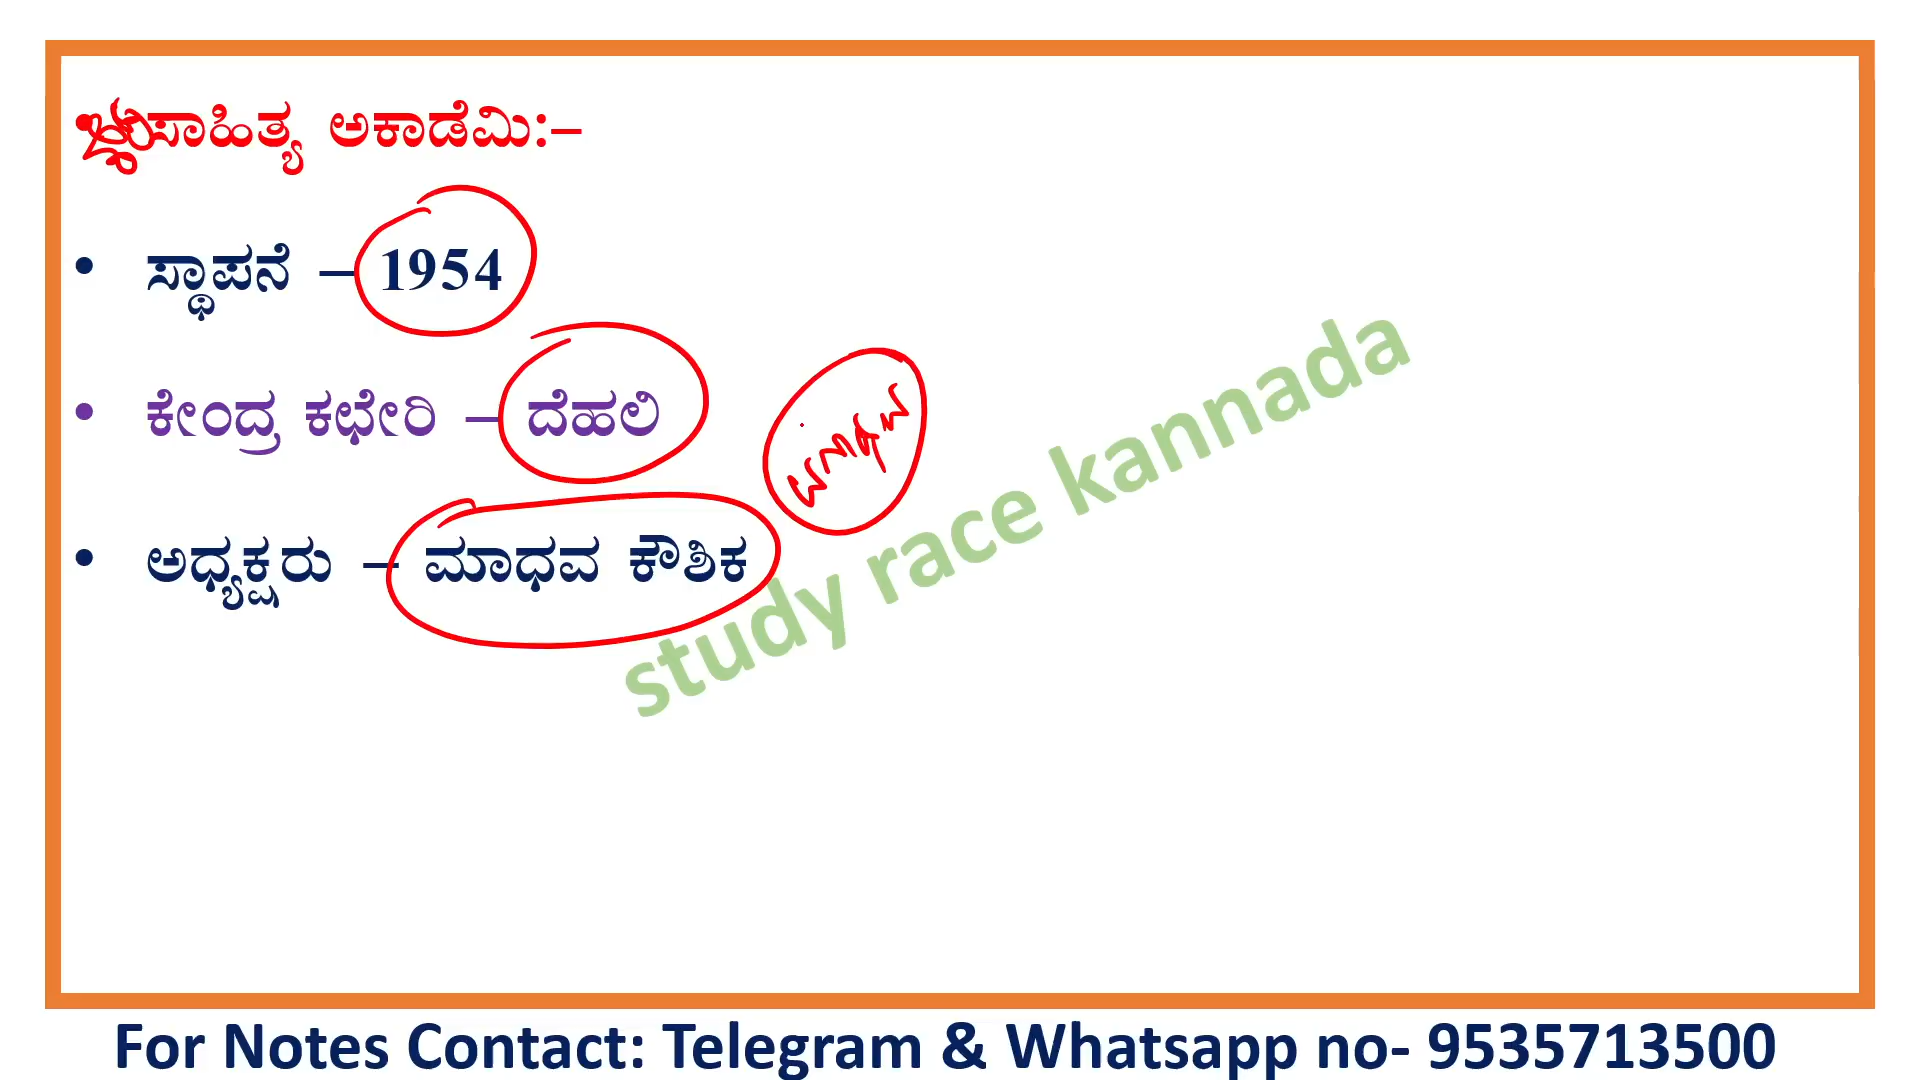 • ಸಾಹಿತ್ಯ ಅಕಾಡೆಮಿ:–
• ಸ್ಥಾಪನೆ – 1954
• ಕೇಂದ್ರ ಕಛೇರಿ – ದೆಹಲಿ
• ಅಧ್ಯಕ್ಷರು – ಮಾಧವ ಕೌಶಿಕ
study race kannada
For Notes Contact: Telegram & Whatsapp no- 9535713500